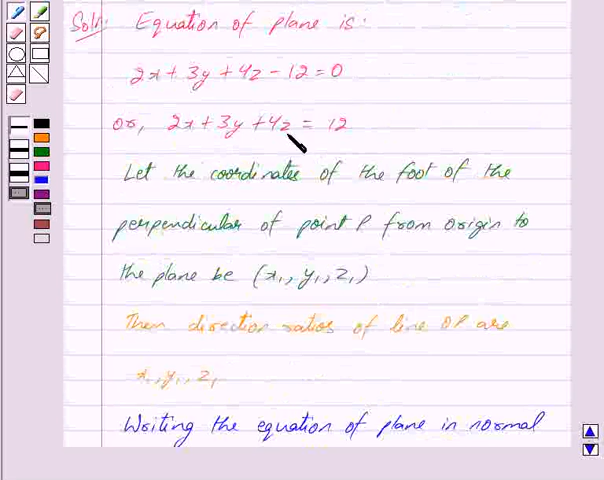 Soln: Equation of plane is:
2x + 3y + 4z - 12 = 0
or, 2x + 3y + 4z = 12
Let the coordinates of the foot of the
perpendicular of point P from origin to
the plane be (x₁, y₁, z₁)
Then direction ratios of line OP are
x₁, y₁, z₁
Writing the equation of plane in normal